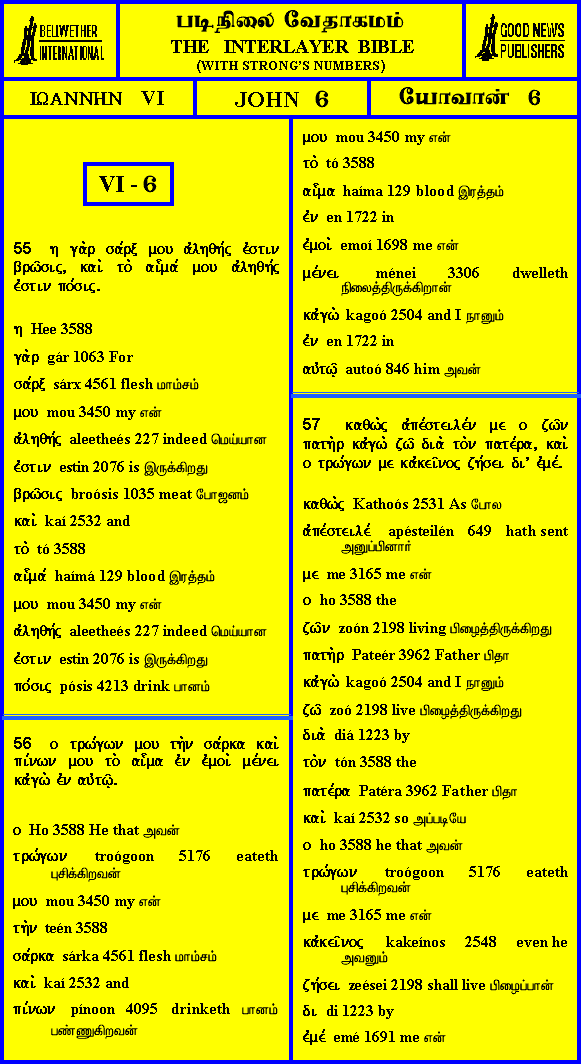 BELLWETHER
INTERNATIONAL
படிநிலை வேதாகமம்
THE INTERLAYER BIBLE
(WITH STRONG'S NUMBERS)
GOOD NEWS
PUBLISHERS
ΙΩΑΝΝΗΝ VI
JOHN 6
யோவான் 6
VI - 6
55 η γὰρ σάρξ μου ἀληθής ἐστιν
βρῶσις, καὶ τὸ αἷμά μου ἀληθής
ἐστιν πόσις.
η Hee 3588
γὰρ gár 1063 For
σάρξ sárx 4561 flesh மாம்சம்
μου mou 3450 my என்
ἀληθής aleetheés 227 indeed மெய்யான
ἐστιν estin 2076 is இருக்கிறது
βρῶσις broósis 1035 meat போஜனம்
καὶ kaí 2532 and
τὸ tó 3588
αἷμά haímá 129 blood இரத்தம்
μου mou 3450 my என்
ἀληθής aleetheés 227 indeed மெய்யான
ἐστιν estin 2076 is இருக்கிறது
πόσις pósis 4213 drink பானம்
56 ο τρώγων μου τὴν σάρκα καὶ
πίνων μου τὸ αἷμα ἐν ἐμοὶ μένει
κἀγὼ ἐν αὐτῷ.
ο Ho 3588 He that அவன்
τρώγων troógoon 5176 eateth
புசிக்கிறவன்
μου mou 3450 my என்
τὴν teén 3588
σάρκα sárka 4561 flesh மாம்சம்
καὶ kaí 2532 and
πίνων pínoon 4095 drinketh பானம்
பண்ணுகிறவன்
μου mou 3450 my என்
τὸ tó 3588
αἷμα haíma 129 blood இரத்தம்
ἐν en 1722 in
ἐμοὶ emoí 1698 me என்
μένει ménei 3306 dwelleth
நிலைத்திருக்கிறான்
κἀγὼ kagoó 2504 and I நானும்
ἐν en 1722 in
αὐτῷ autoó 846 him அவன்
57 καθὼς ἀπέστειλέν με ο ζῶν
πατὴρ κἀγὼ ζῶ διὰ τὸν πατέρα, καὶ
ο τρώγων με κἀκεῖνος ζήσει δι' ἐμέ.
καθὼς Kathoós 2531 As போல
ἀπέστειλέ apésteilén 649 hath sent
அனுப்பினார்
με me 3165 me என்
ο ho 3588 the
ζῶν zoón 2198 living பிழைத்திருக்கிறது
πατὴρ Pateér 3962 Father பிதா
κἀγὼ kagoó 2504 and I நானும்
ζῶ zoó 2198 live பிழைத்திருக்கிறது
διὰ diá 1223 by
τὸν tón 3588 the
πατέρα Patéra 3962 Father பிதா
καὶ kaí 2532 so அப்படியே
ο ho 3588 he that அவன்
τρώγων troógoon 5176 eateth
புசிக்கிறவன்
με me 3165 me என்
κἀκεῖνος kakeínos 2548 even he
அவனும்
ζήσει zeései 2198 shall live பிழைப்பான்
δι di 1223 by
ἐμέ emé 1691 me என்